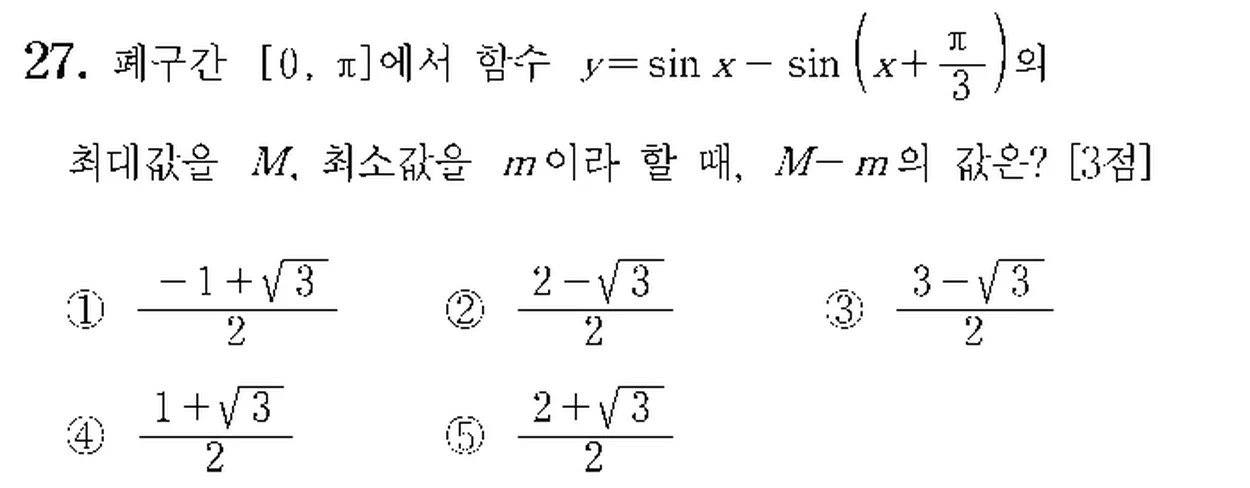 27. 폐구간 [0, π]에서 함수 y=sin x− sin(x+π/3)의
최대값을 M, 최소값을 m이라 할 때, M−m의 값은? [3점]
① (−1+√3)/2 ② (2−√3)/2 ③ (3−√3)/2
④ (1+√3)/2 ⑤ (2+√3)/2